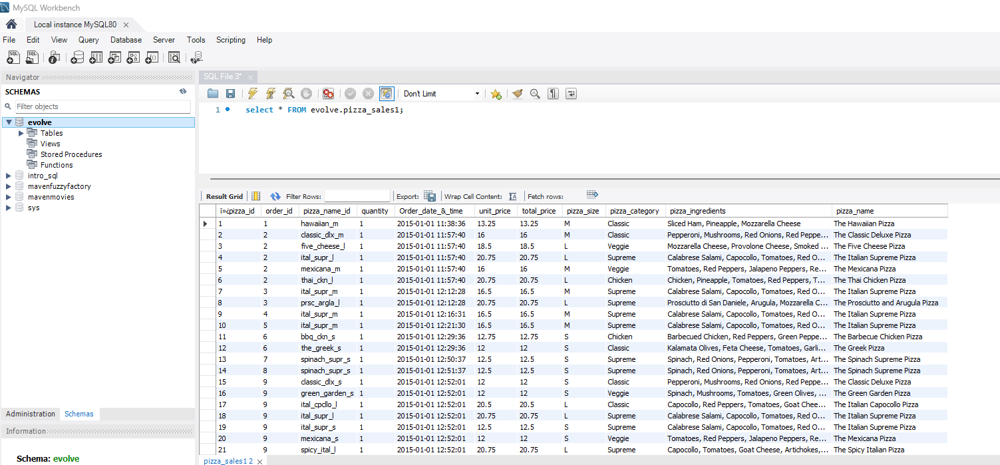 MySQL Workbench
Local instance MySQL80
File Edit View Query Database Server Tools Scripting Help
Navigator
SCHEMAS
Filter objects
evolve
Tables
Views
Stored Procedures
Functions
intro_sql
mavenfuzzyfactory
mavenmovies
sys
Administration Schemas
Information
Schema: evolve
SQL File 3*
Don't Limit
1 select * FROM evolve.pizza_sales1;
Result Grid Filter Rows: Export: Wrap Cell Content: Fetch rows:
ï»¿pizza_id order_id pizza_name_id quantity Order_date_&_time unit_price total_price pizza_size pizza_category pizza_ingredients pizza_name
1 1 hawaiian_m 1 2015-01-01 11:38:36 13.25 13.25 M Classic Sliced Ham, Pineapple, Mozzarella Cheese The Hawaiian Pizza
2 2 classic_dlx_m 1 2015-01-01 11:57:40 16 16 M Classic Pepperoni, Mushrooms, Red Onions, Red Peppe... The Classic Deluxe Pizza
3 2 five_cheese_l 1 2015-01-01 11:57:40 18.5 18.5 L Veggie Mozzarella Cheese, Provolone Cheese, Smoked ... The Five Cheese Pizza
4 2 ital_supr_l 1 2015-01-01 11:57:40 20.75 20.75 L Supreme Calabrese Salami, Capocollo, Tomatoes, Red O... The Italian Supreme Pizza
5 2 mexicana_m 1 2015-01-01 11:57:40 16 16 M Veggie Tomatoes, Red Peppers, Jalapeno Peppers, Re... The Mexicana Pizza
6 2 thai_ckn_l 1 2015-01-01 11:57:40 20.75 20.75 L Chicken Chicken, Pineapple, Tomatoes, Red Peppers, T... The Thai Chicken Pizza
7 3 ital_supr_m 1 2015-01-01 12:12:28 16.5 16.5 M Supreme Calabrese Salami, Capocollo, Tomatoes, Red O... The Italian Supreme Pizza
8 3 prsc_argla_l 1 2015-01-01 12:12:28 20.75 20.75 L Supreme Prosciutto di San Daniele, Arugula, Mozzarella C... The Prosciutto and Arugula Pizza
9 4 ital_supr_m 1 2015-01-01 12:16:31 16.5 16.5 M Supreme Calabrese Salami, Capocollo, Tomatoes, Red O... The Italian Supreme Pizza
10 5 ital_supr_m 1 2015-01-01 12:21:30 16.5 16.5 M Supreme Calabrese Salami, Capocollo, Tomatoes, Red O... The Italian Supreme Pizza
11 6 bbq_ckn_s 1 2015-01-01 12:29:36 12.75 12.75 S Chicken Barbecued Chicken, Red Peppers, Green Peppe... The Barbecue Chicken Pizza
12 6 the_greek_s 1 2015-01-01 12:29:36 12 12 S Classic Kalamata Olives, Feta Cheese, Tomatoes, Garli... The Greek Pizza
13 7 spinach_supr_s 1 2015-01-01 12:50:37 12.5 12.5 S Supreme Spinach, Red Onions, Pepperoni, Tomatoes, Art... The Spinach Supreme Pizza
14 8 spinach_supr_s 1 2015-01-01 12:51:37 12.5 12.5 S Supreme Spinach, Red Onions, Pepperoni, Tomatoes, Art... The Spinach Supreme Pizza
15 9 classic_dlx_s 1 2015-01-01 12:52:01 12 12 S Classic Pepperoni, Mushrooms, Red Onions, Red Peppe... The Classic Deluxe Pizza
16 9 green_garden_s 1 2015-01-01 12:52:01 12 12 S Veggie Spinach, Mushrooms, Tomatoes, Green Olives, ... The Green Garden Pizza
17 9 ital_cpcllo_l 1 2015-01-01 12:52:01 20.5 20.5 L Classic Capocollo, Red Peppers, Tomatoes, Goat Chee... The Italian Capocollo Pizza
18 9 ital_supr_l 1 2015-01-01 12:52:01 20.75 20.75 L Supreme Calabrese Salami, Capocollo, Tomatoes, Red O... The Italian Supreme Pizza
19 9 ital_supr_s 1 2015-01-01 12:52:01 12.5 12.5 S Supreme Calabrese Salami, Capocollo, Tomatoes, Red O... The Italian Supreme Pizza
20 9 mexicana_s 1 2015-01-01 12:52:01 12 12 S Veggie Tomatoes, Red Peppers, Jalapeno Peppers, Re... The Mexicana Pizza
21 9 spicy_ital_l 1 2015-01-01 12:52:01 20.75 20.75 L Supreme Capocollo, Tomatoes, Goat Cheese, Artichokes,... The Spicy Italian Pizza
pizza_sales1 2